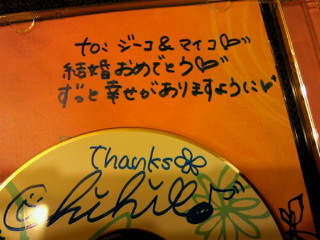 to: ジーコ&マイコ♡
結婚おめでとう♡
ずっと幸せがありますように♡
Thanks
Chihiro